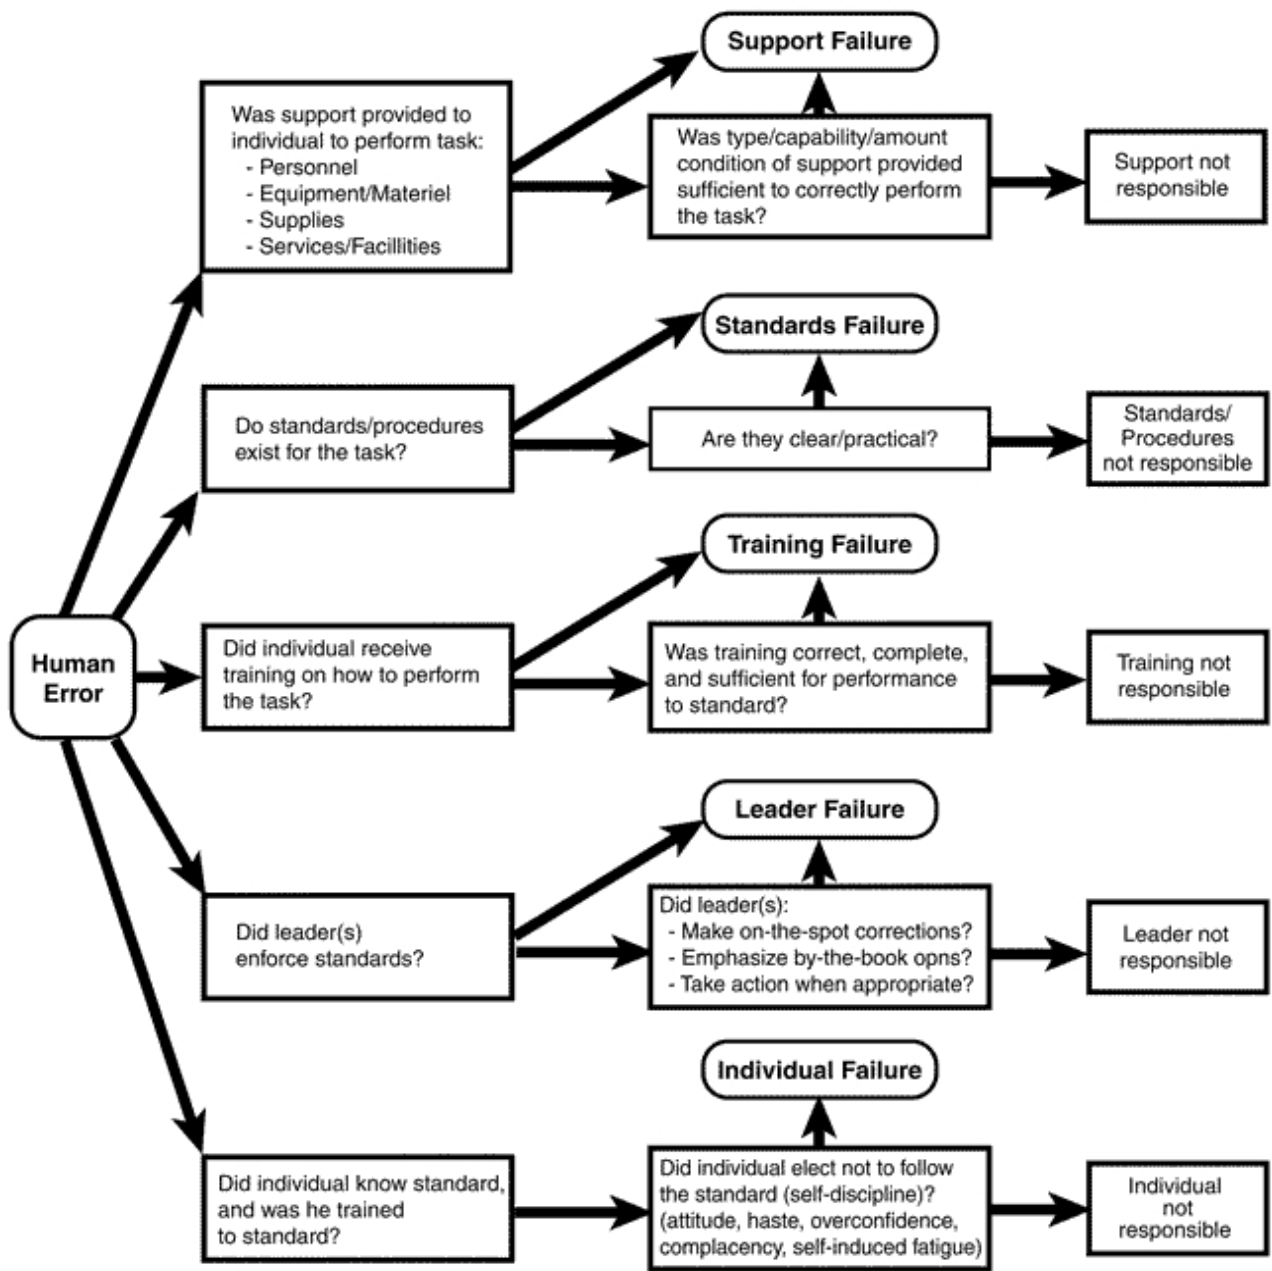 Support Failure
Was support provided to
individual to perform task:
- Personnel
- Equipment/Materiel
- Supplies
- Services/Facillities
Was type/capability/amount
condition of support provided
sufficient to correctly perform
the task?
Support not
responsible
Standards Failure
Do standards/procedures
exist for the task?
Are they clear/practical?
Standards/
Procedures
not responsible
Training Failure
Human
Error
Did individual receive
training on how to perform
the task?
Was training correct, complete,
and sufficient for performance
to standard?
Training not
responsible
Leader Failure
Did leader(s)
enforce standards?
Did leader(s):
- Make on-the-spot corrections?
- Emphasize by-the-book opns?
- Take action when appropriate?
Leader not
responsible
Individual Failure
Did individual know standard,
and was he trained
to standard?
Did individual elect not to follow
the standard (self-discipline)?
(attitude, haste, overconfidence,
complacency, self-induced fatigue)
Individual
not
responsible